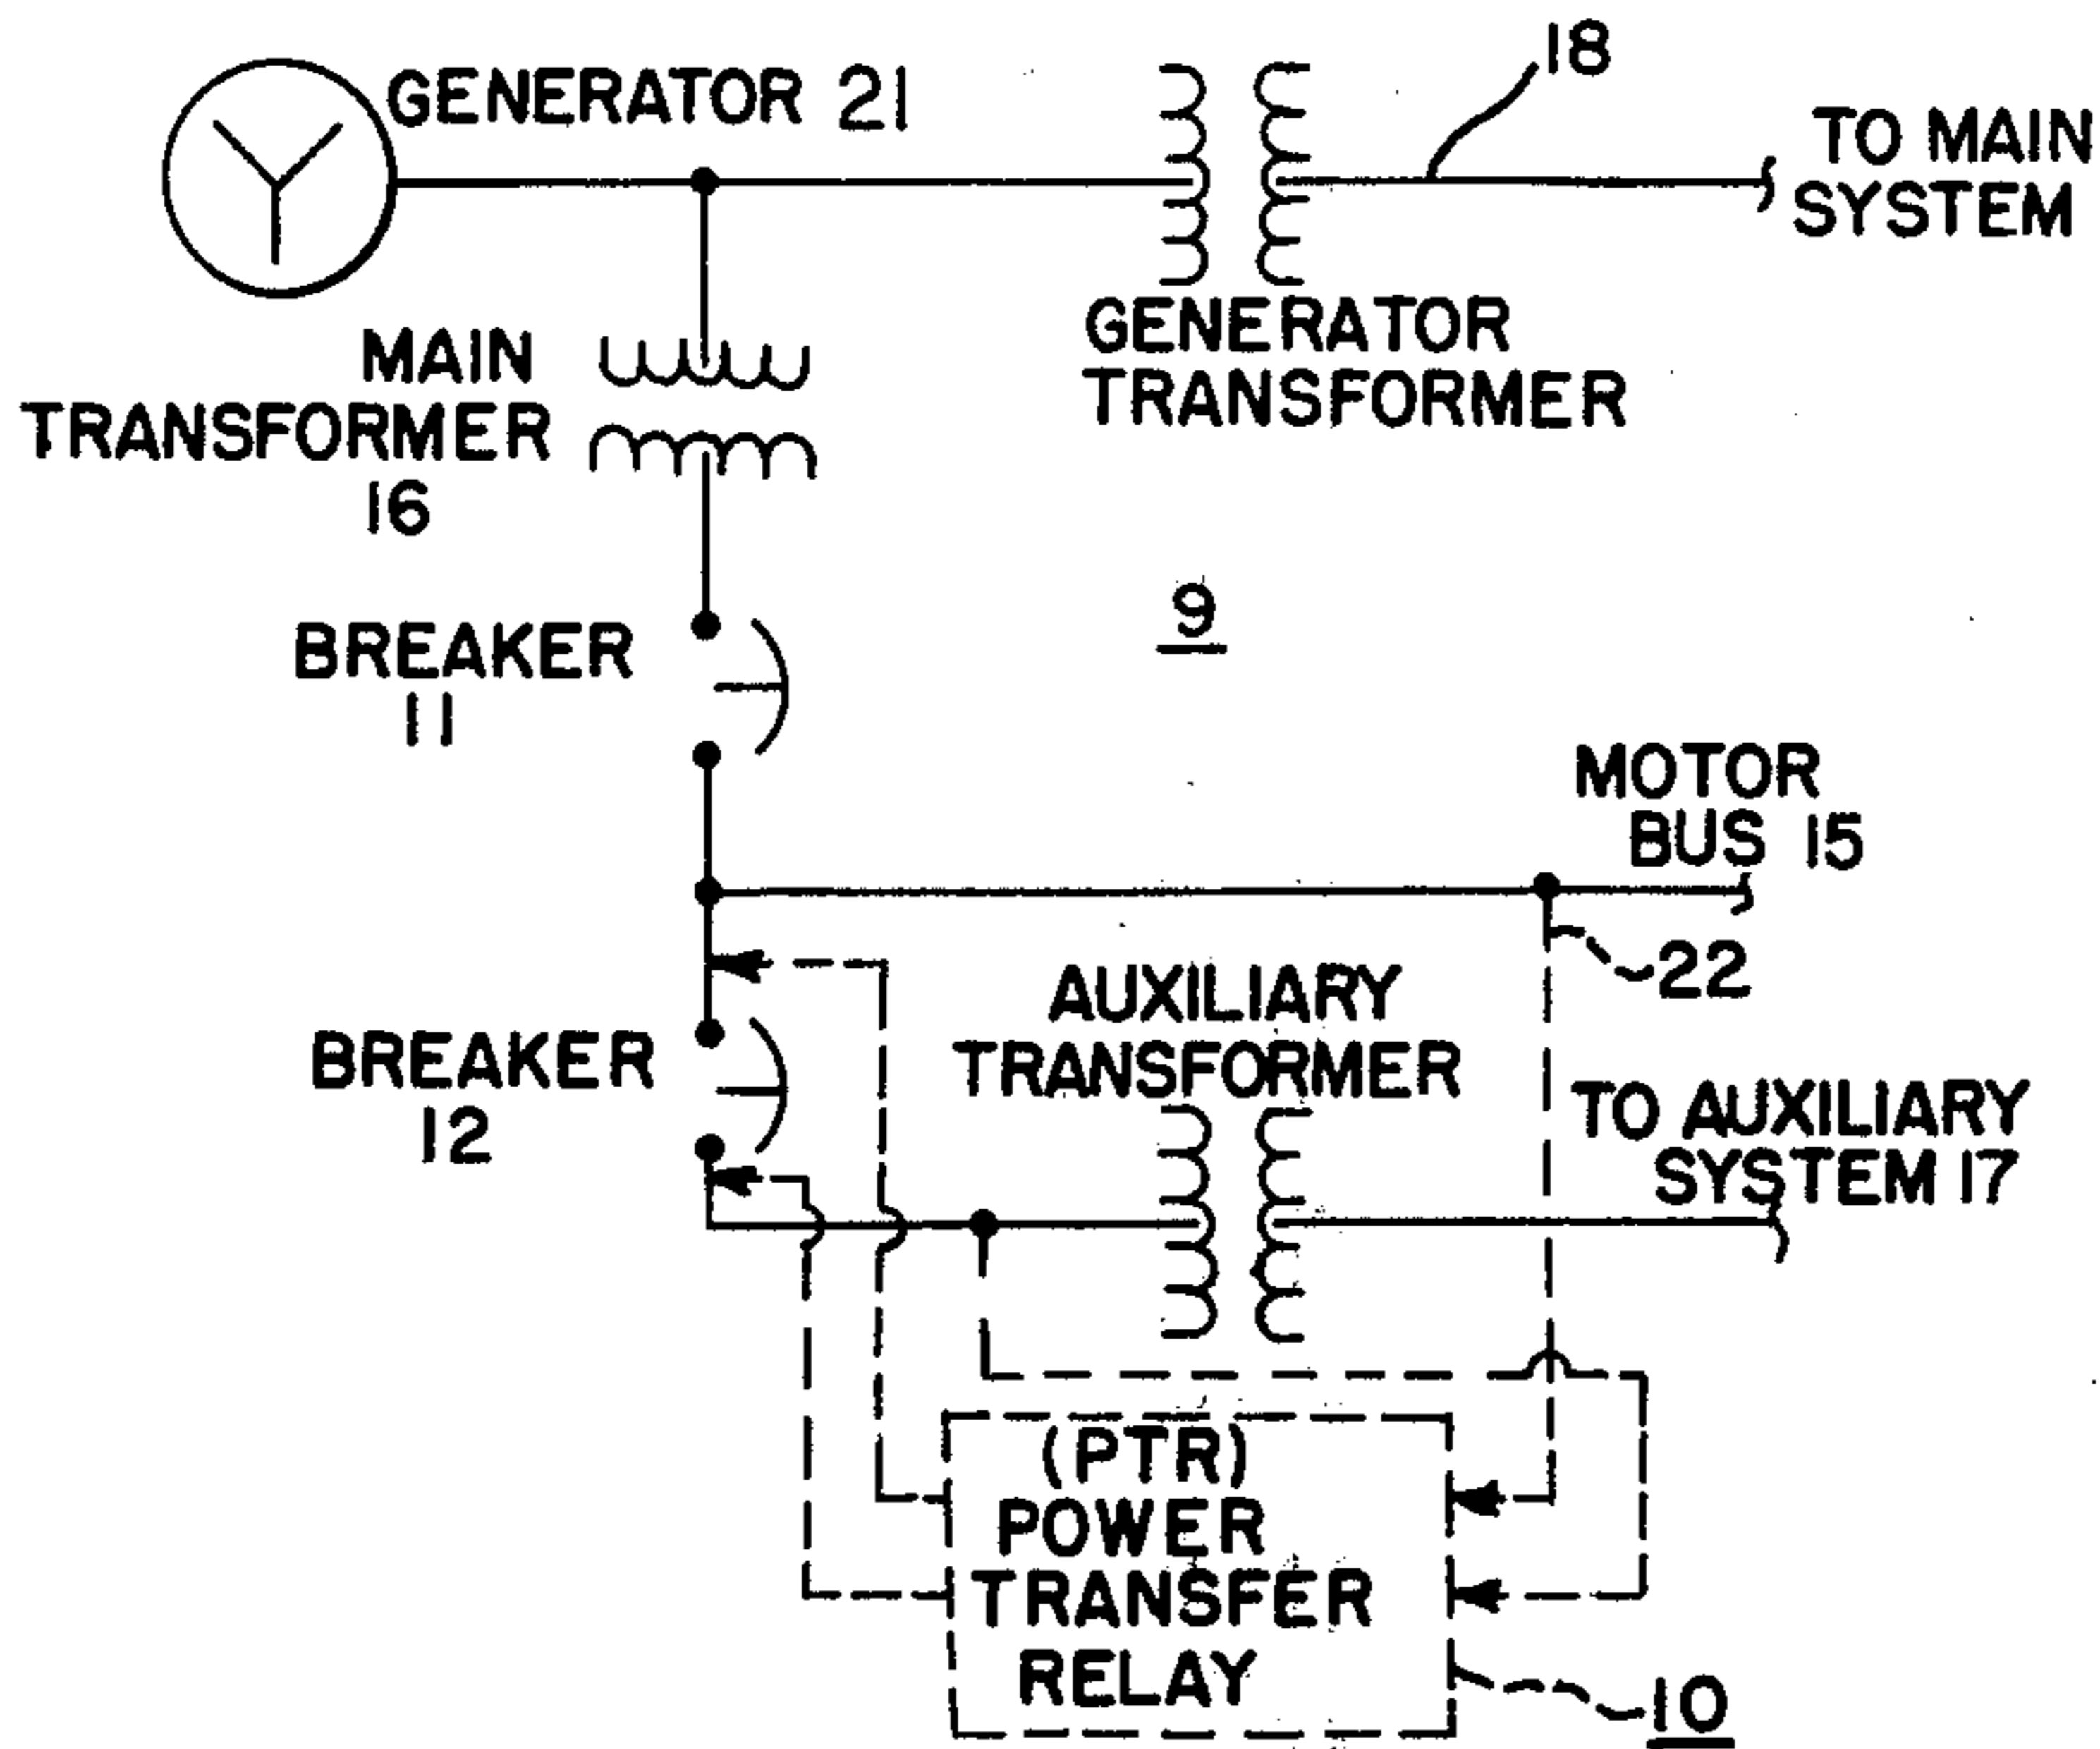 GENERATOR 21
18
TO MAIN
SYSTEM
GENERATOR
TRANSFORMER
MAIN
TRANSFORMER
16
9
BREAKER
11
MOTOR
BUS 15
22
AUXILIARY
TRANSFORMER
BREAKER
12
TO AUXILIARY
SYSTEM 17
(PTR)
POWER
TRANSFER
RELAY
10